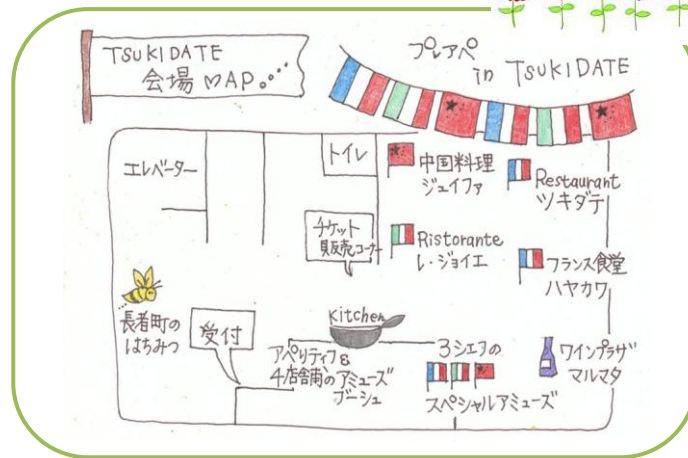 TSUKIDATE
会場 MAP
プレアペ
in TSUKIDATE
エレベーター
トイレ
中国料理
ジェイファ
Restaurant
ツキダテ
チケット
販売コーナー
Ristorante
レ・ジョイエ
フランス食堂
ハヤカワ
長者町の
はちみつ
受付
Kitchen
アペリティフ&
4店舗のアミューズ
ブーシュ
3シェフの
スペシャルアミューズ
ワインプラザ
マルマタ